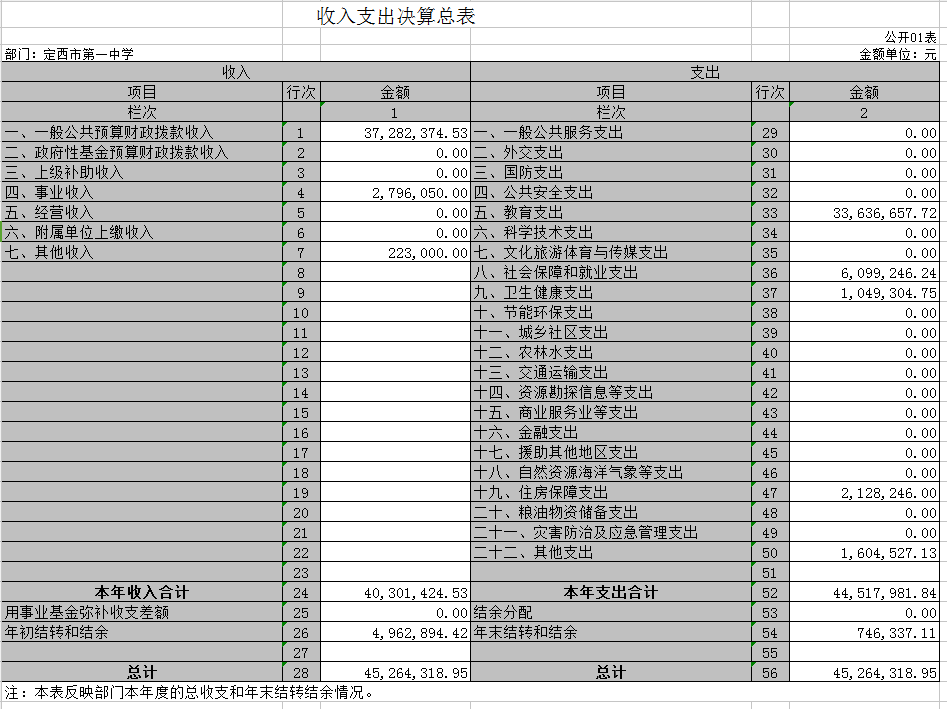 收入支出决算总表
公开01表
部门：定西市第一中学 金额单位：元
收入 支出
项目 行次 金额 项目 行次 金额
栏次 1 栏次 2
一、一般公共预算财政拨款收入 1 37,282,374.53 一、一般公共服务支出 29 0.00
二、政府性基金预算财政拨款收入 2 0.00 二、外交支出 30 0.00
三、上级补助收入 3 0.00 三、国防支出 31 0.00
四、事业收入 4 2,796,050.00 四、公共安全支出 32 0.00
五、经营收入 5 0.00 五、教育支出 33 33,636,657.72
六、附属单位上缴收入 6 0.00 六、科学技术支出 34 0.00
七、其他收入 7 223,000.00 七、文化旅游体育与传媒支出 35 0.00
8 八、社会保障和就业支出 36 6,099,246.24
9 九、卫生健康支出 37 1,049,304.75
10 十、节能环保支出 38 0.00
11 十一、城乡社区支出 39 0.00
12 十二、农林水支出 40 0.00
13 十三、交通运输支出 41 0.00
14 十四、资源勘探信息等支出 42 0.00
15 十五、商业服务业等支出 43 0.00
16 十六、金融支出 44 0.00
17 十七、援助其他地区支出 45 0.00
18 十八、自然资源海洋气象等支出 46 0.00
19 十九、住房保障支出 47 2,128,246.00
20 二十、粮油物资储备支出 48 0.00
21 二十一、灾害防治及应急管理支出 49 0.00
22 二十二、其他支出 50 1,604,527.13
23 51
本年收入合计 24 40,301,424.53 本年支出合计 52 44,517,981.84
用事业基金弥补收支差额 25 0.00 结余分配 53 0.00
年初结转和结余 26 4,962,894.42 年末结转和结余 54 746,337.11
27 55
总计 28 45,264,318.95 总计 56 45,264,318.95
注：本表反映部门本年度的总收支和年末结转结余情况。